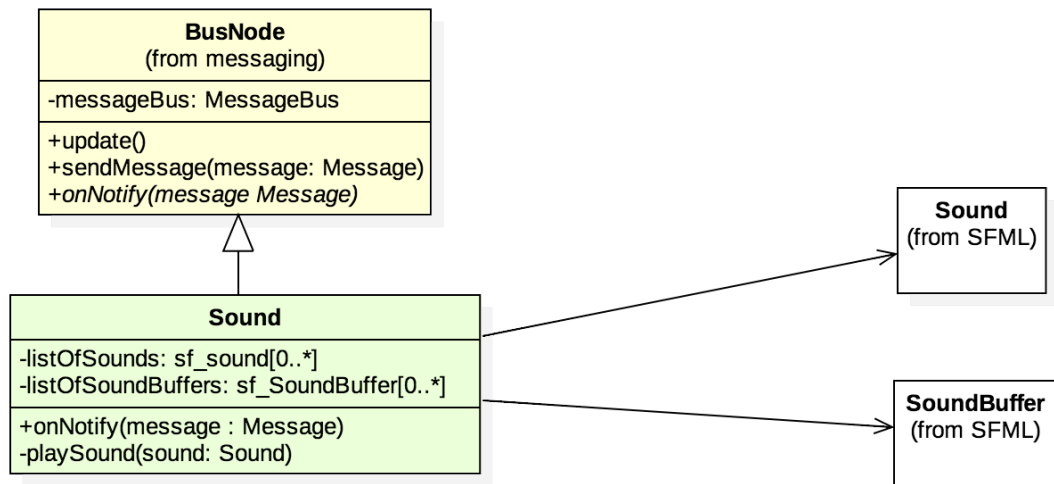 BusNode
(from messaging)
-messageBus: MessageBus
+update()
+sendMessage(message: Message)
+onNotify(message Message)
Sound
-listOfSounds: sf_sound[0..*]
-listOfSoundBuffers: sf_SoundBuffer[0..*]
+onNotify(message : Message)
-playSound(sound: Sound)
Sound
(from SFML)
SoundBuffer
(from SFML)